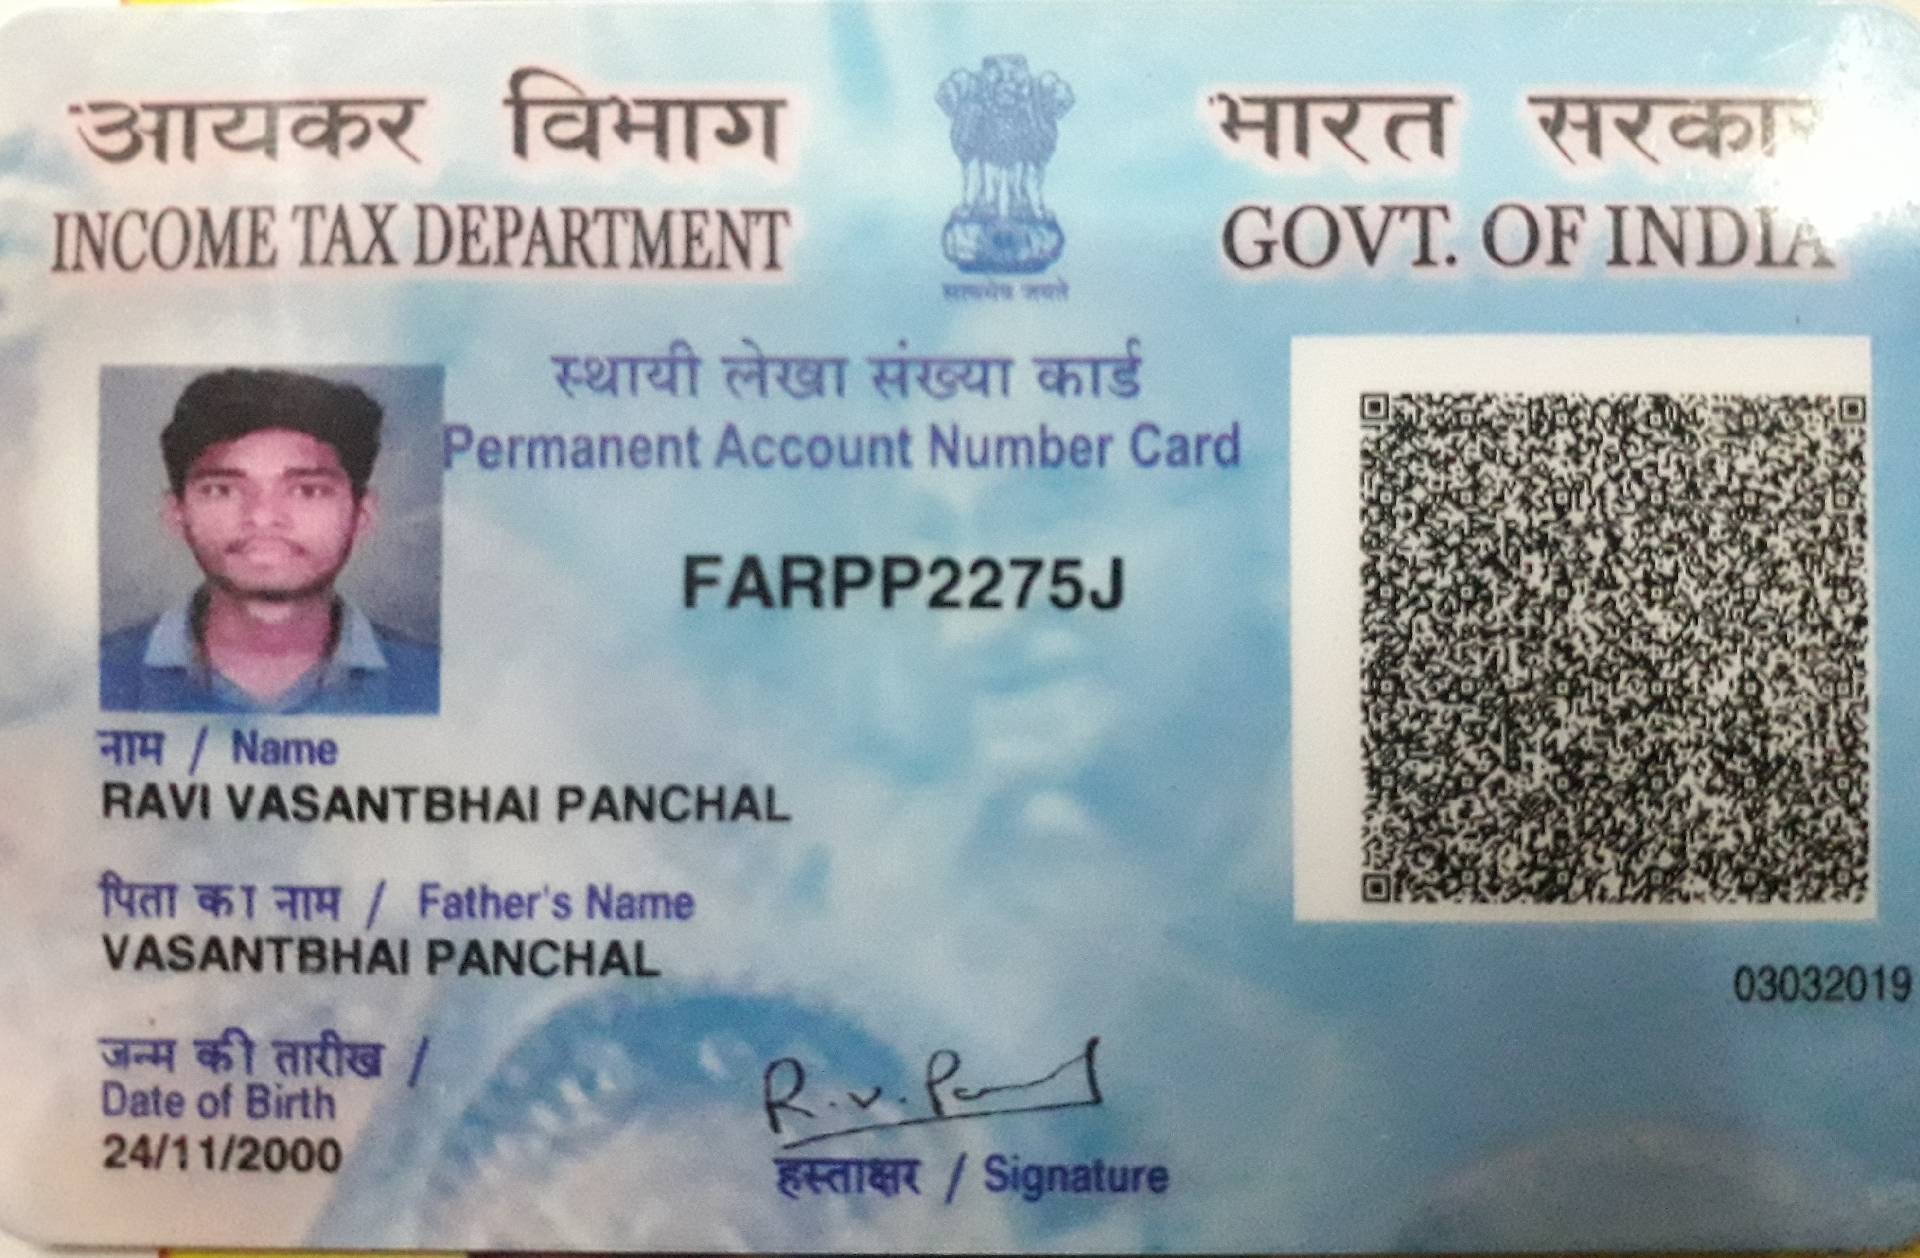 आयकर विभाग
INCOME TAX DEPARTMENT
सत्यमेव जयते
भारत सरकार
GOVT. OF INDIA
स्थायी लेखा संख्या कार्ड
Permanent Account Number Card
FARPP2275J
नाम / Name
RAVI VASANTBHAI PANCHAL
पिता का नाम / Father's Name
VASANTBHAI PANCHAL
03032019
जन्म की तारीख /
Date of Birth
24/11/2000
R.V.
हस्ताक्षर / Signature